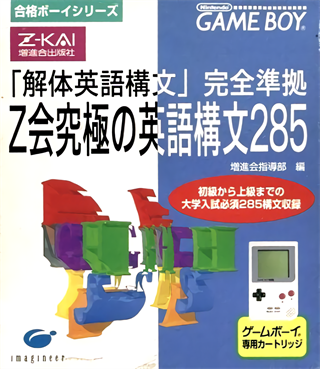 合格ボーイシリーズ
Nintendo
GAME BOY
Z-KAI
増進会出版社
「解体英語構文」完全準拠
Z会究極の英語構文285
増進会指導部 編
初級から上級までの
大学入試必須285構文収録
imagineer
ゲームボーイ®
専用カートリッジ